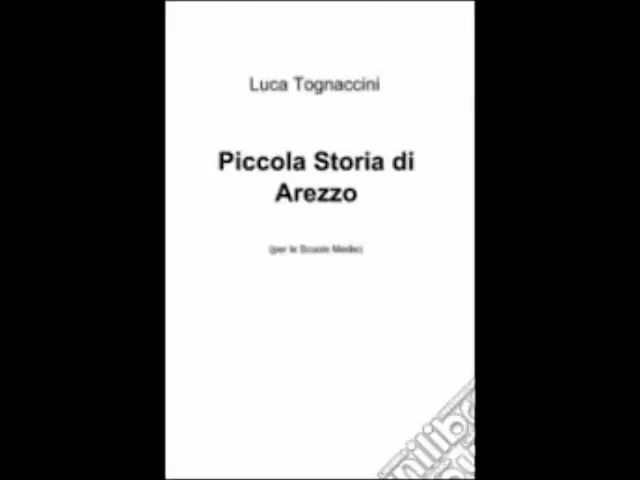 Luca Tognaccini
Piccola Storia di
Arezzo
(per le Scuole Medie)